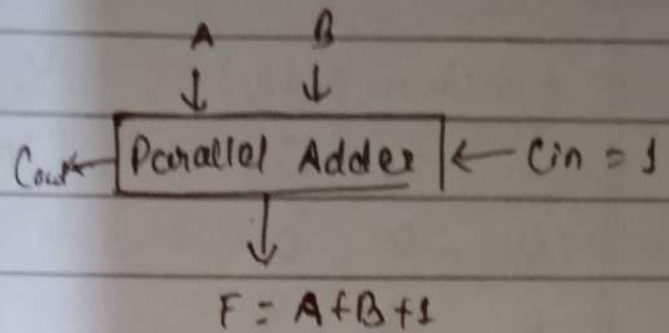 A B
Cout Parallel Adder Cin = 1
F = A+B+1